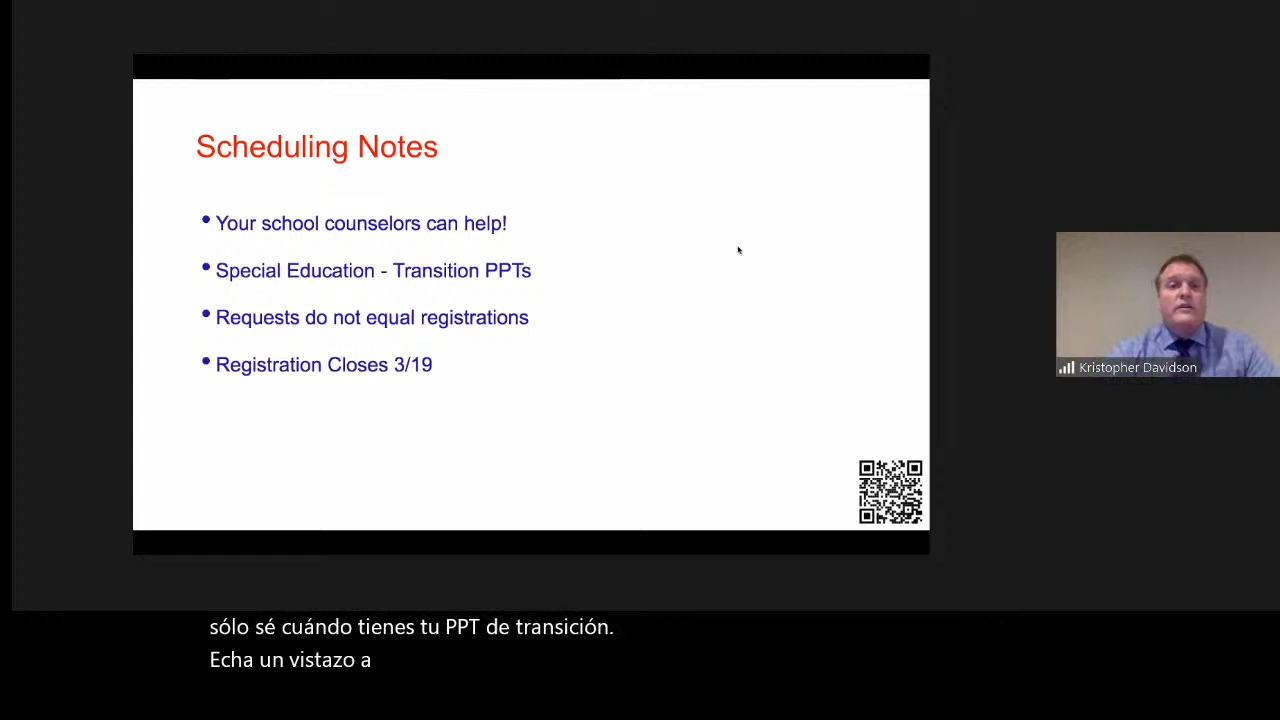 Scheduling Notes
• Your school counselors can help!
• Special Education - Transition PPTs
• Requests do not equal registrations
• Registration Closes 3/19
Kristopher Davidson
sólo sé cuándo tienes tu PPT de transición.
Echa un vistazo a